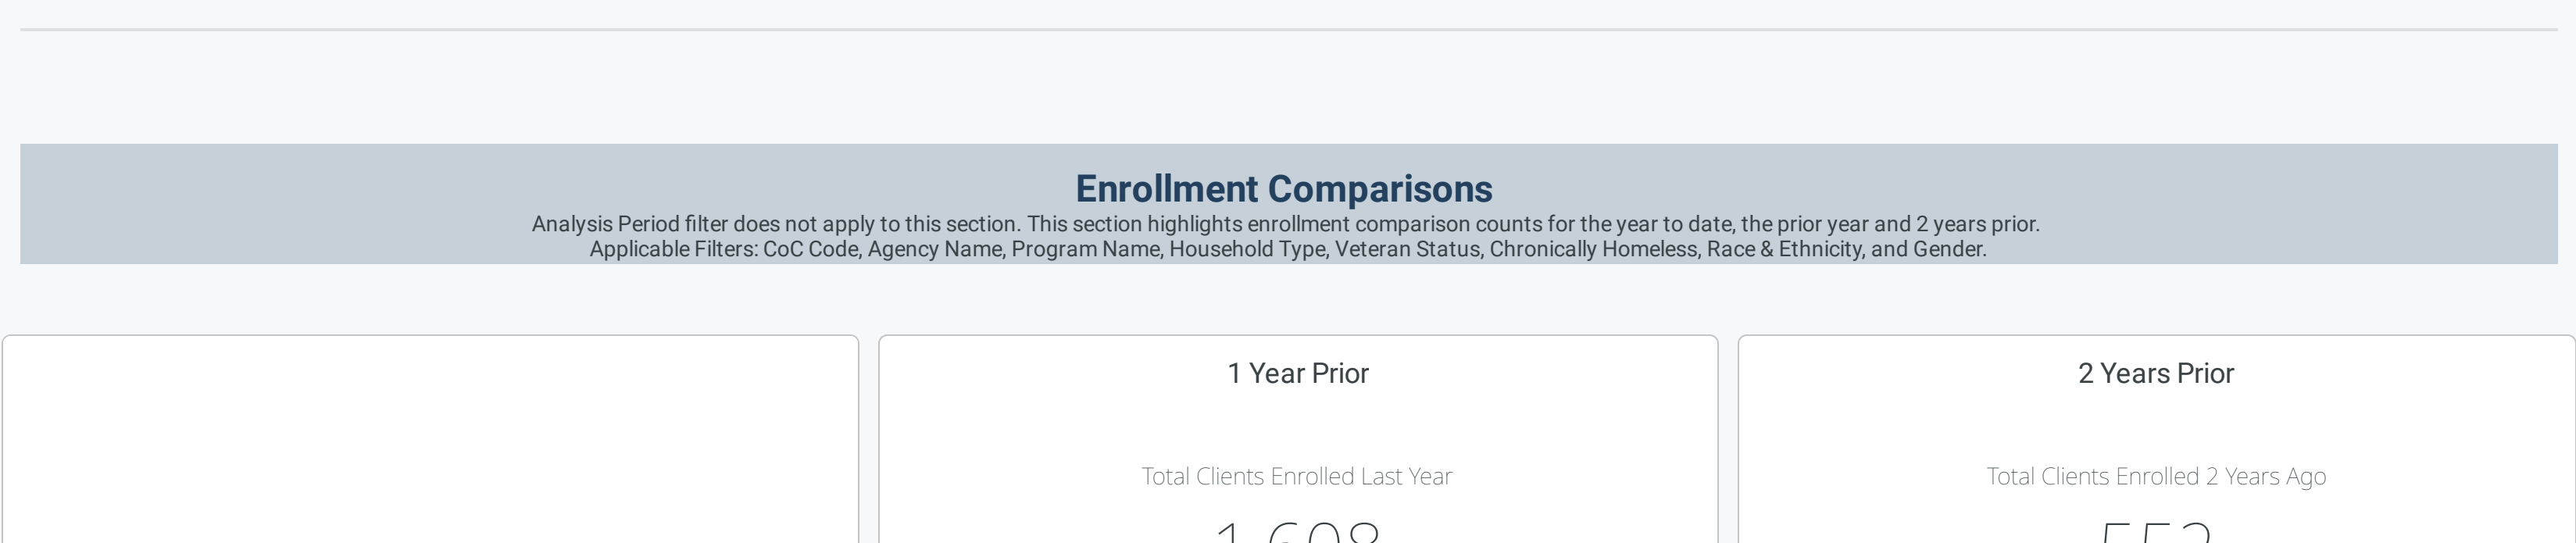 Enrollment Comparisons
Analysis Period filter does not apply to this section. This section highlights enrollment comparison counts for the year to date, the prior year and 2 years prior.
Applicable Filters: CoC Code, Agency Name, Program Name, Household Type, Veteran Status, Chronically Homeless, Race & Ethnicity, and Gender.
1 Year Prior
2 Years Prior
Total Clients Enrolled Last Year
Total Clients Enrolled 2 Years Ago